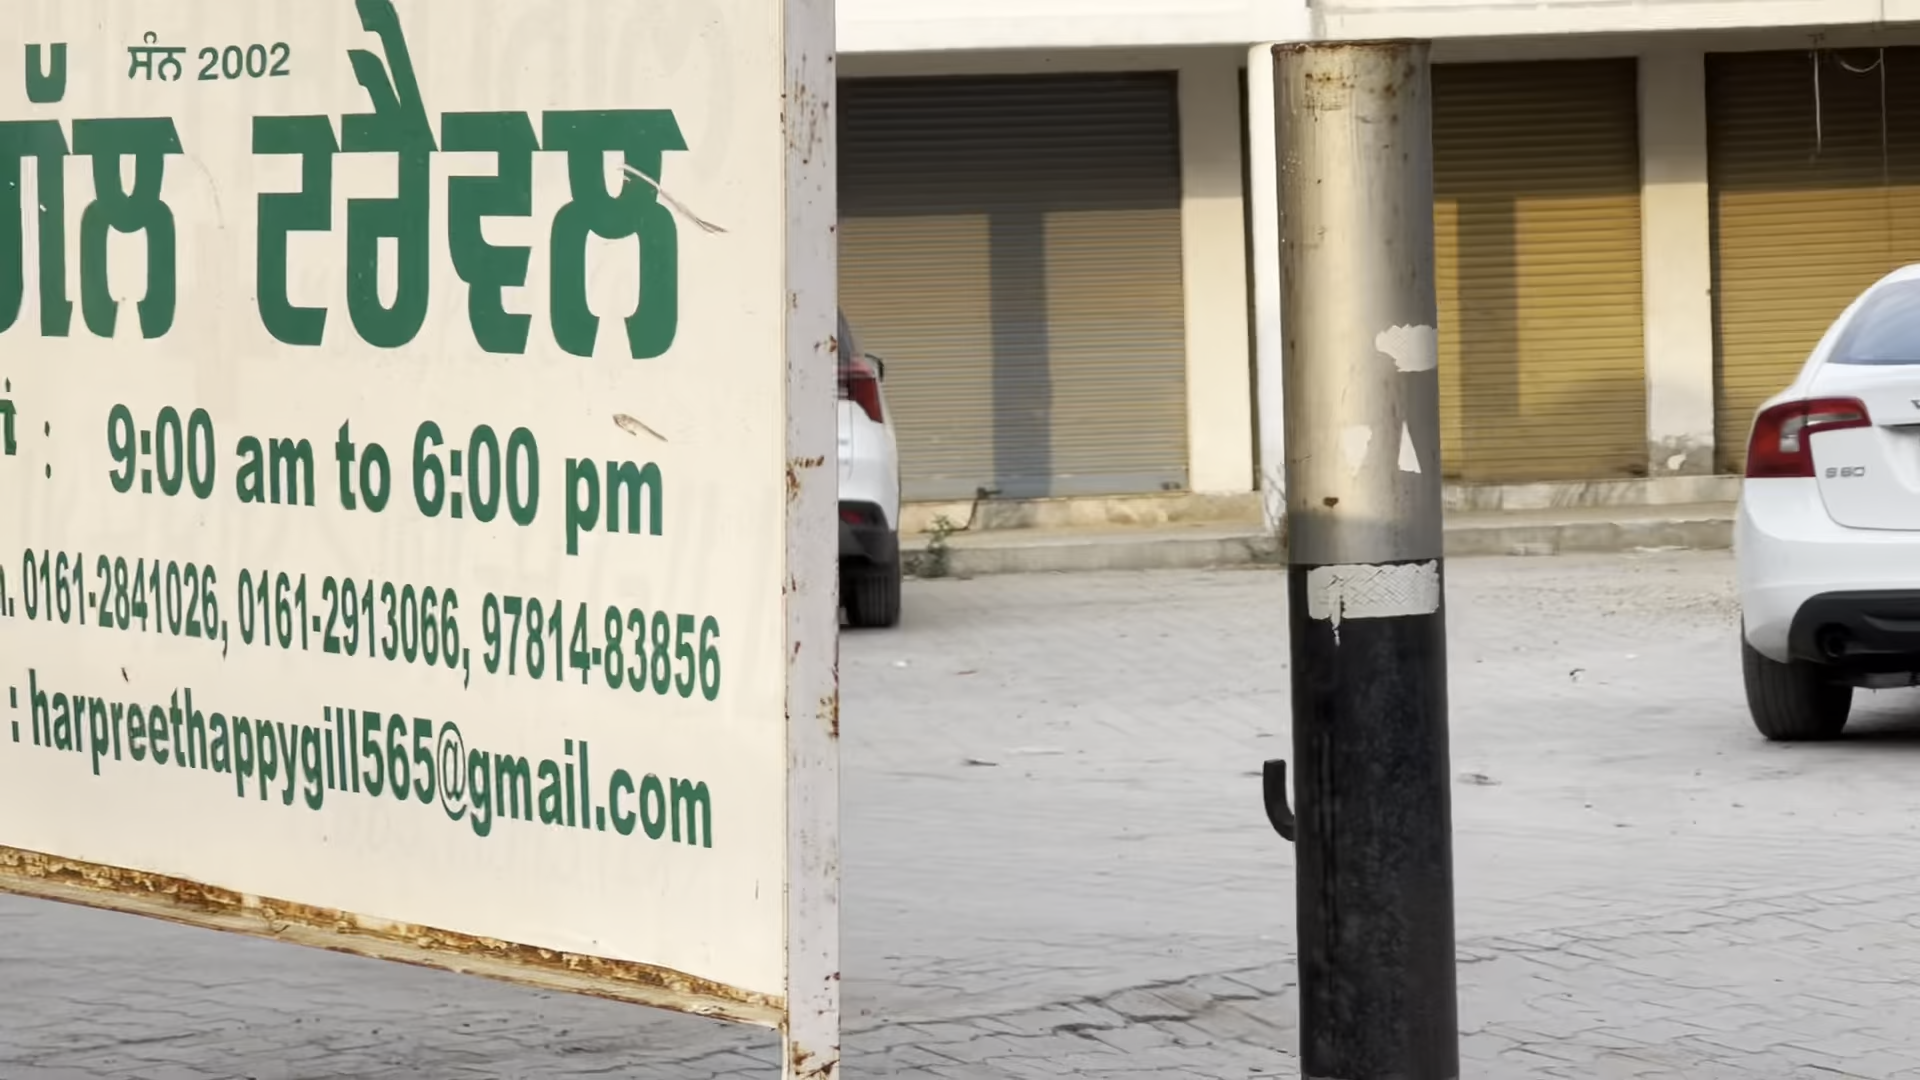 ਸੰਨ 2002
ਗਿੱਲ ਟਰੈਵਲ
: 9:00 am to 6:00 pm
0161-2841026, 0161-2913066, 97814-83856
: harpreethappygill565@gmail.com
S60